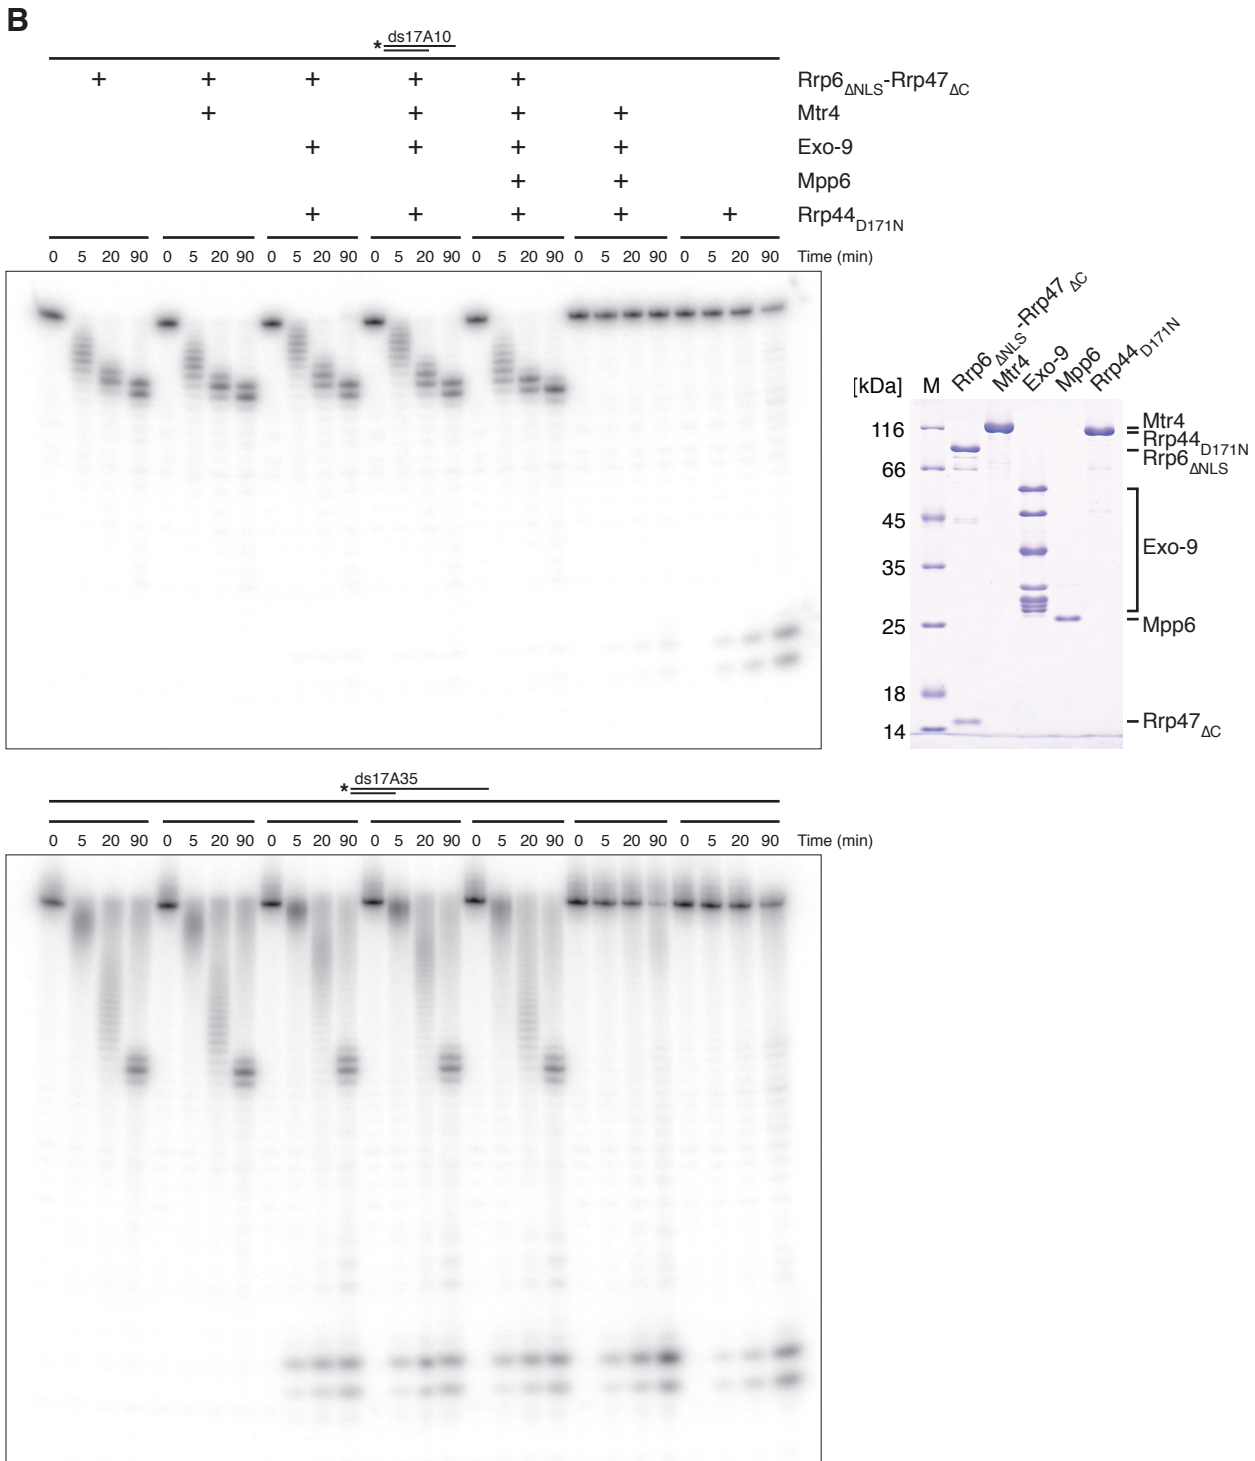 B
* ds17A10
+ + + + + Rrp6ΔNLS-Rrp47ΔC
+ + + + Mtr4
+ + + + Exo-9
+ + Mpp6
+ + + + + Rrp44D171N
0 5 20 90 0 5 20 90 0 5 20 90 0 5 20 90 0 5 20 90 0 5 20 90 0 5 20 90 Time (min)
[kDa] M Rrp6ΔNLS-Rrp47ΔC Mtr4 Exo-9 Mpp6 Rrp44D171N
116
66
45
35
25
18
14
Mtr4
Rrp44D171N
Rrp6ΔNLS
Exo-9
Mpp6
Rrp47ΔC
* ds17A35
0 5 20 90 0 5 20 90 0 5 20 90 0 5 20 90 0 5 20 90 0 5 20 90 0 5 20 90 Time (min)